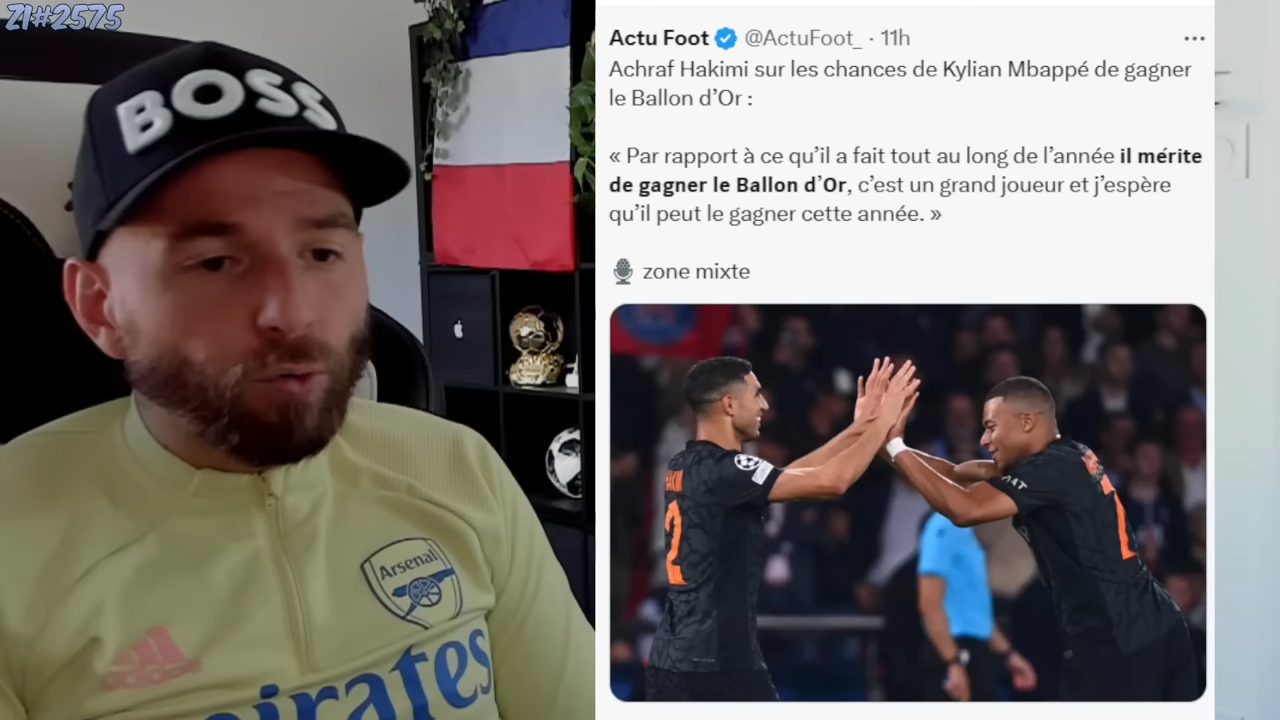 Z1#2575
BOSS
Arsenal
irates
Actu Foot @ActuFoot_ · 11h
Achraf Hakimi sur les chances de Kylian Mbappé de gagner
le Ballon d’Or :
« Par rapport à ce qu’il a fait tout au long de l’année il mérite
de gagner le Ballon d’Or, c’est un grand joueur et j’espère
qu’il peut le gagner cette année. »
zone mixte
2